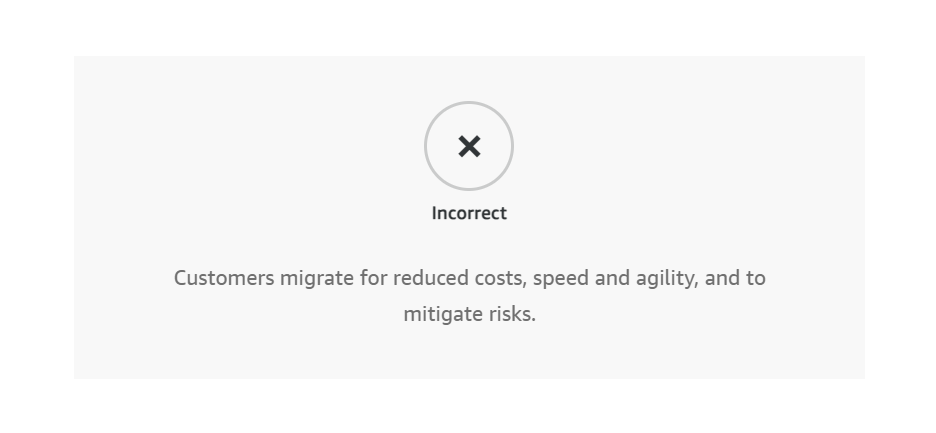 Incorrect
Customers migrate for reduced costs, speed and agility, and to
mitigate risks.